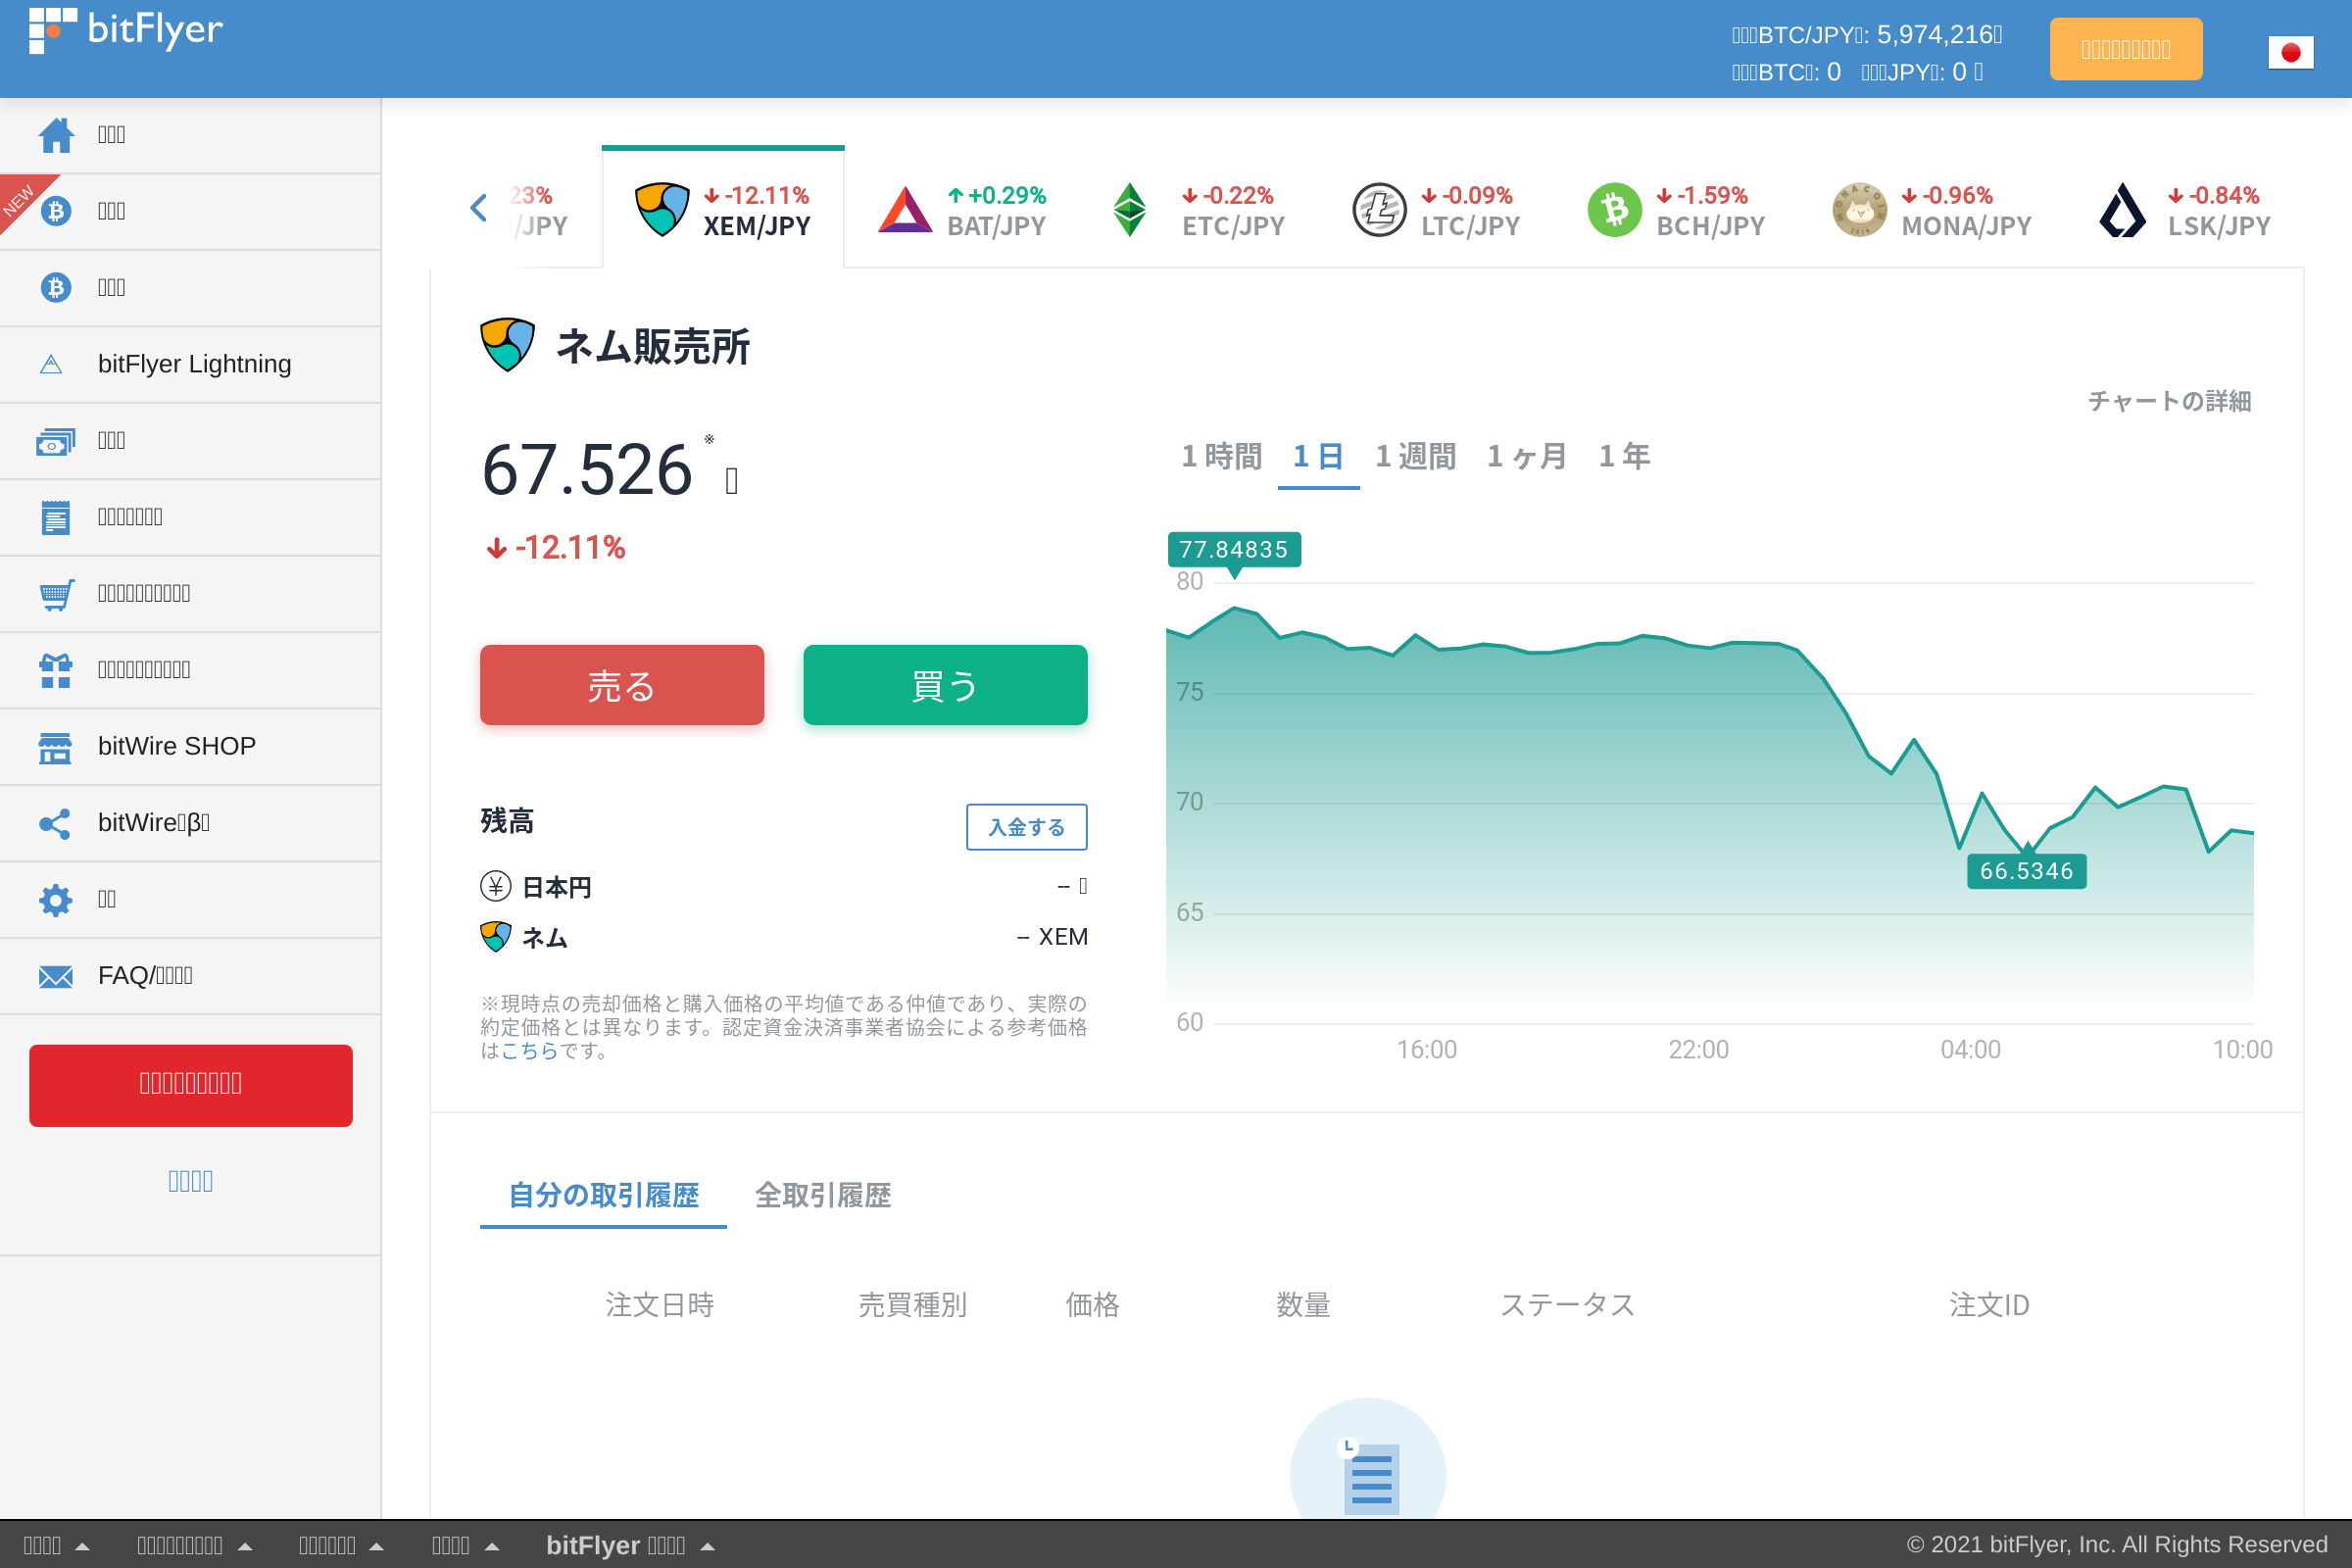 bitFlyer
BTC/JPY: 5,974,216
BTC: 0 JPY: 0
NEW
bitFlyer Lightning
bitWire SHOP
bitWire β
FAQ/
23%
/JPY
-12.11%
XEM/JPY
+0.29%
BAT/JPY
-0.22%
ETC/JPY
-0.09%
LTC/JPY
-1.59%
BCH/JPY
-0.96%
MONA/JPY
-0.84%
LSK/JPY
ネム販売所
チャートの詳細
67.526 ※
-12.11%
1 時間 1 日 1 週間 1 ヶ月 1 年
売る 買う
77.84835
80
75
70
65
60
66.5346
16:00 22:00 04:00 10:00
残高 入金する
日本円 --
ネム -- XEM
※現時点の売却価格と購入価格の平均値である仲値であり、実際の
約定価格とは異なります。認定資金決済事業者協会による参考価格
はこちらです。
自分の取引履歴 全取引履歴
注文日時 売買種別 価格 数量 ステータス 注文ID
bitFlyer
© 2021 bitFlyer, Inc. All Rights Reserved